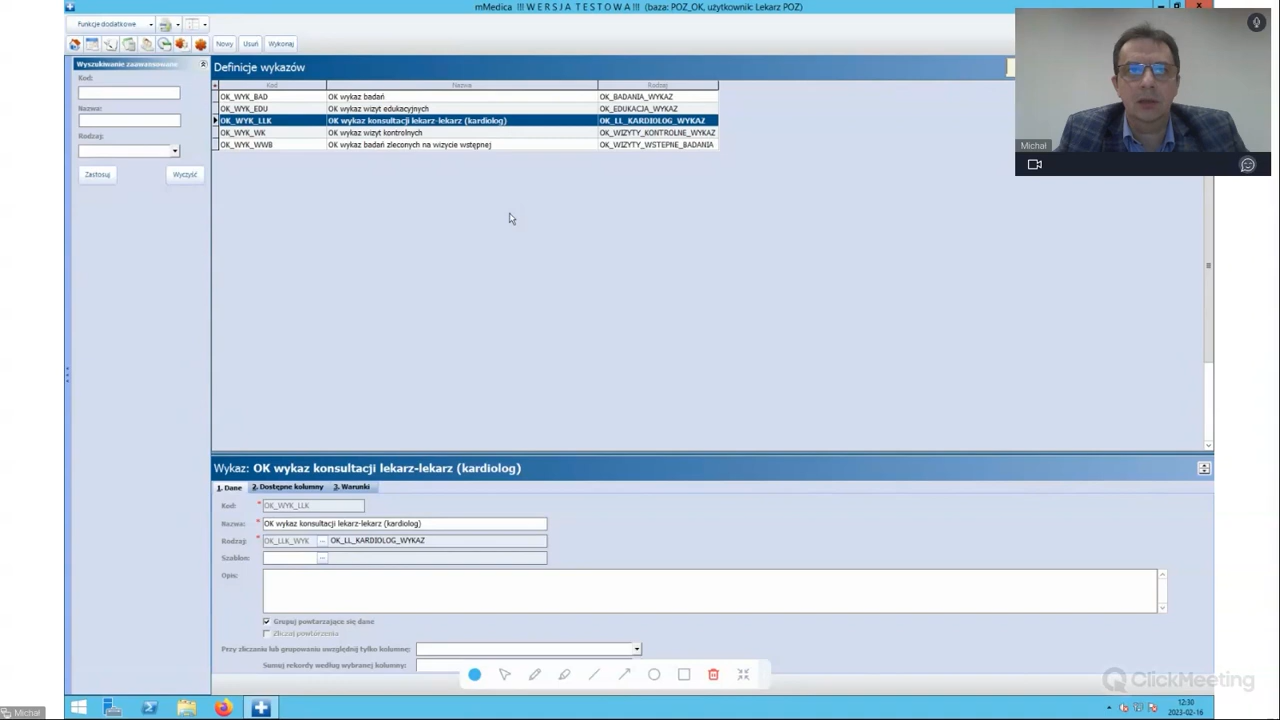 mMedica !!! W E R S J A T E S T O W A !!! (baza: POZ_OK, użytkownik: Lekarz POZ)
Funkcje dodatkowe
Nowy Usuń Wykonaj
Wyszukiwanie zaawansowane
Kod:
Nazwa:
Rodzaj:
Zastosuj Wyczyść
Definicje wykazów
Kod Nazwa Rodzaj
OK_WYK_BAD OK wykaz badań OK_BADANIA_WYKAZ
OK_WYK_EDU OK wykaz wizyt edukacyjnych OK_EDUKACJA_WYKAZ
OK_WYK_LLK OK wykaz konsultacji lekarz-lekarz (kardiolog) OK_LL_KARDIOLOG_WYKAZ
OK_WYK_WK OK wykaz wizyt kontrolnych OK_WIZYTY_KONTROLNE_WYKAZ
OK_WYK_WWB OK wykaz badań zleconych na wizycie wstępnej OK_WIZYTY_WSTEPNE_BADANIA
Michał
Wykaz: OK wykaz konsultacji lekarz-lekarz (kardiolog)
1. Dane 2. Dostępne kolumny 3. Warunki
Kod: * OK_WYK_LLK
Nazwa: * OK wykaz konsultacji lekarz-lekarz (kardiolog)
Rodzaj: * OK_LLK_WYK ... OK_LL_KARDIOLOG_WYKAZ
Szablon: ...
Opis:
Grupuj powtarzające się dane
Zliczaj powtórzenia
Przy zliczaniu lub grupowaniu uwzględnij tylko kolumnę:
Sumuj rekordy według wybranej kolumny:
ClickMeeting
12:30
2023-02-16
Michał